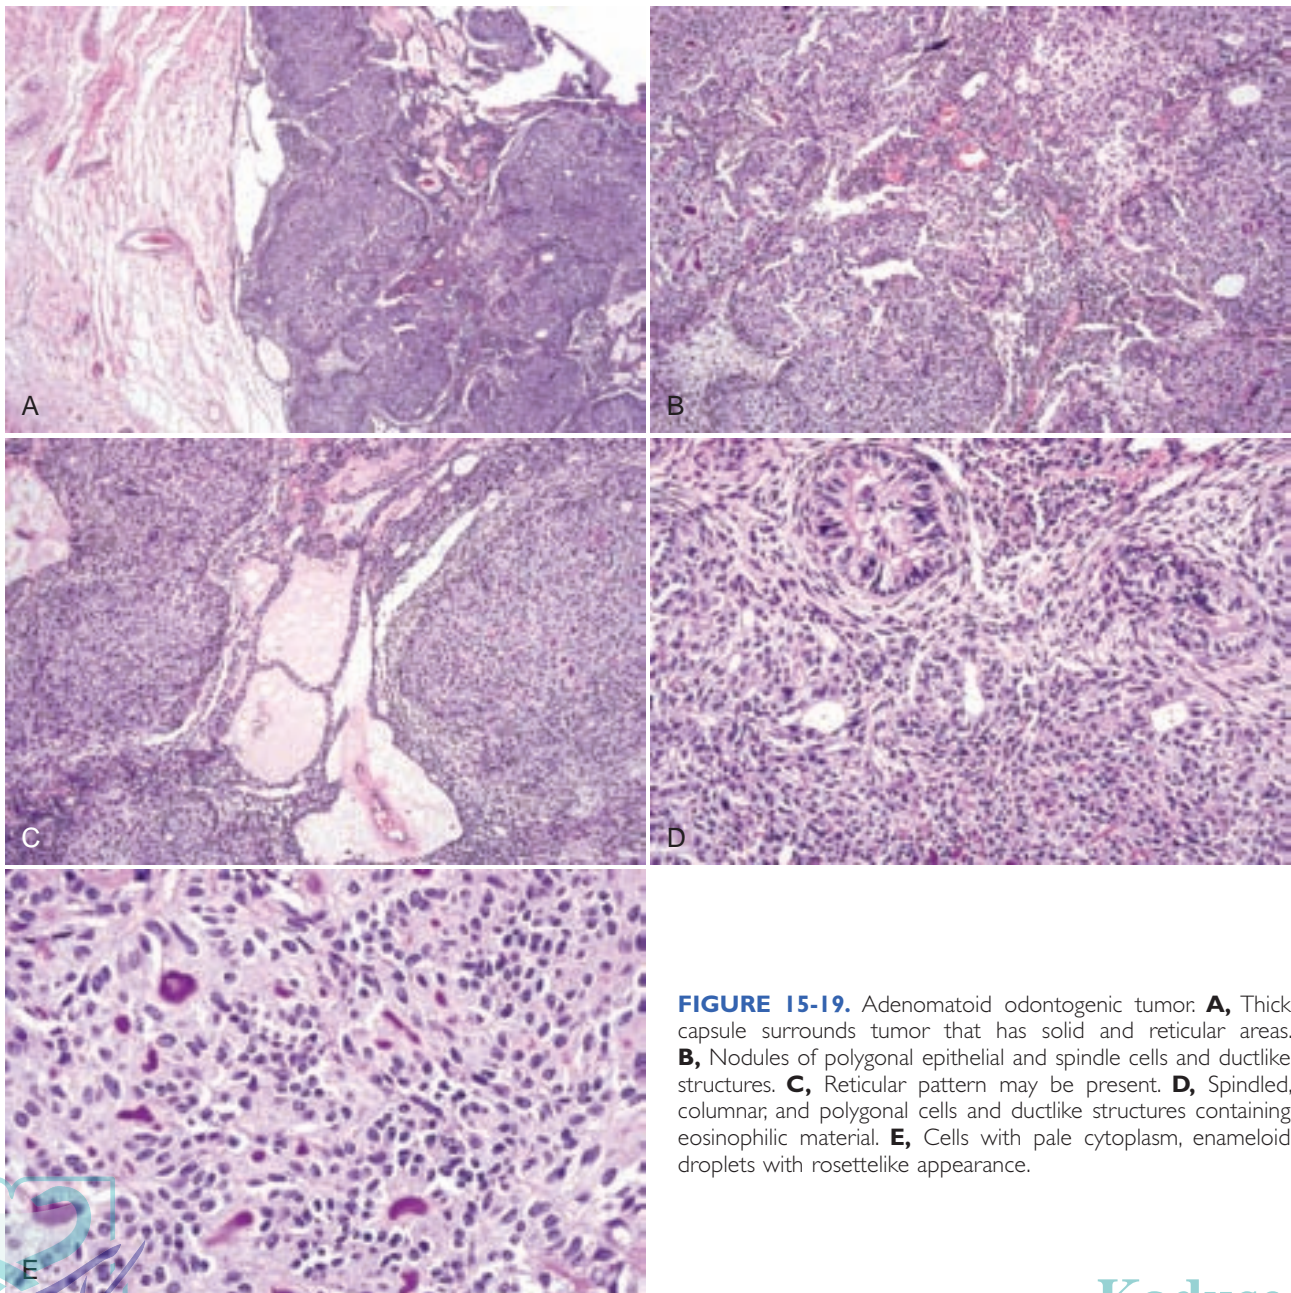 A
B
C
D
E
FIGURE 15-19. Adenomatoid odontogenic tumor. A, Thick
capsule surrounds tumor that has solid and reticular areas.
B, Nodules of polygonal epithelial and spindle cells and ductlike
structures. C, Reticular pattern may be present. D, Spindled,
columnar, and polygonal cells and ductlike structures containing
eosinophilic material. E, Cells with pale cytoplasm, enameloid
droplets with rosettelike appearance.